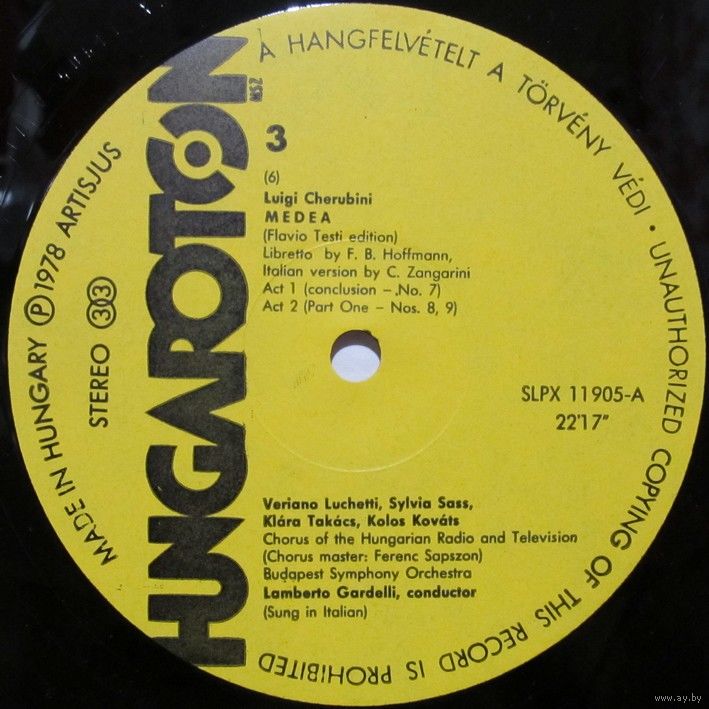 HUNGAROTON
MSZ
A HANGFELVÉTELT A TÖRVÉNY VÉDI • UNAUTHORIZED COPYING OF THIS RECORD IS PROHIBITED
MADE IN HUNGARY Ⓟ 1978 ARTISJUS
STEREO 33
3
(6)
Luigi Cherubini
MEDEA
(Flavio Testi edition)
Libretto by F. B. Hoffmann,
Italian version by C. Zangarini
Act 1 (conclusion – No. 7)
Act 2 (Part One – Nos. 8, 9)
SLPX 11905-A
22'17"
Veriano Luchetti, Sylvia Sass,
Klára Takács, Kolos Kováts
Chorus of the Hungarian Radio and Television
(Chorus master: Ferenc Sapszon)
Budapest Symphony Orchestra
Lamberto Gardelli, conductor
(Sung in Italian)
www.ay.by